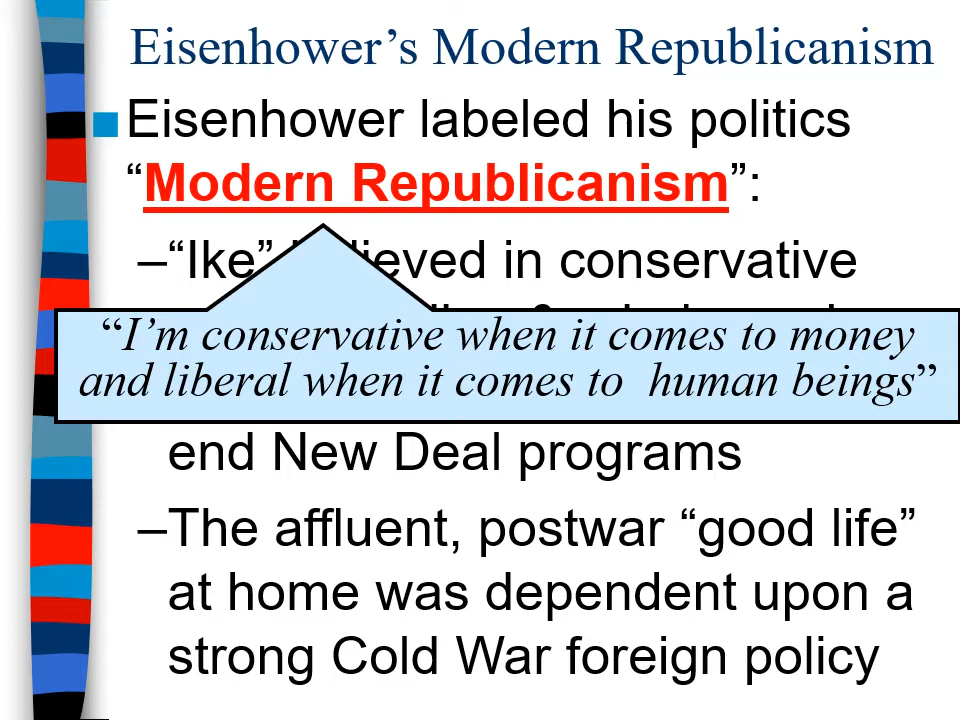 Eisenhower’s Modern Republicanism
Eisenhower labeled his politics
“Modern Republicanism”:
–“Ike” believed in conservative
“I’m conservative when it comes to money
and liberal when it comes to human beings”
end New Deal programs
–The affluent, postwar “good life”
at home was dependent upon a
strong Cold War foreign policy